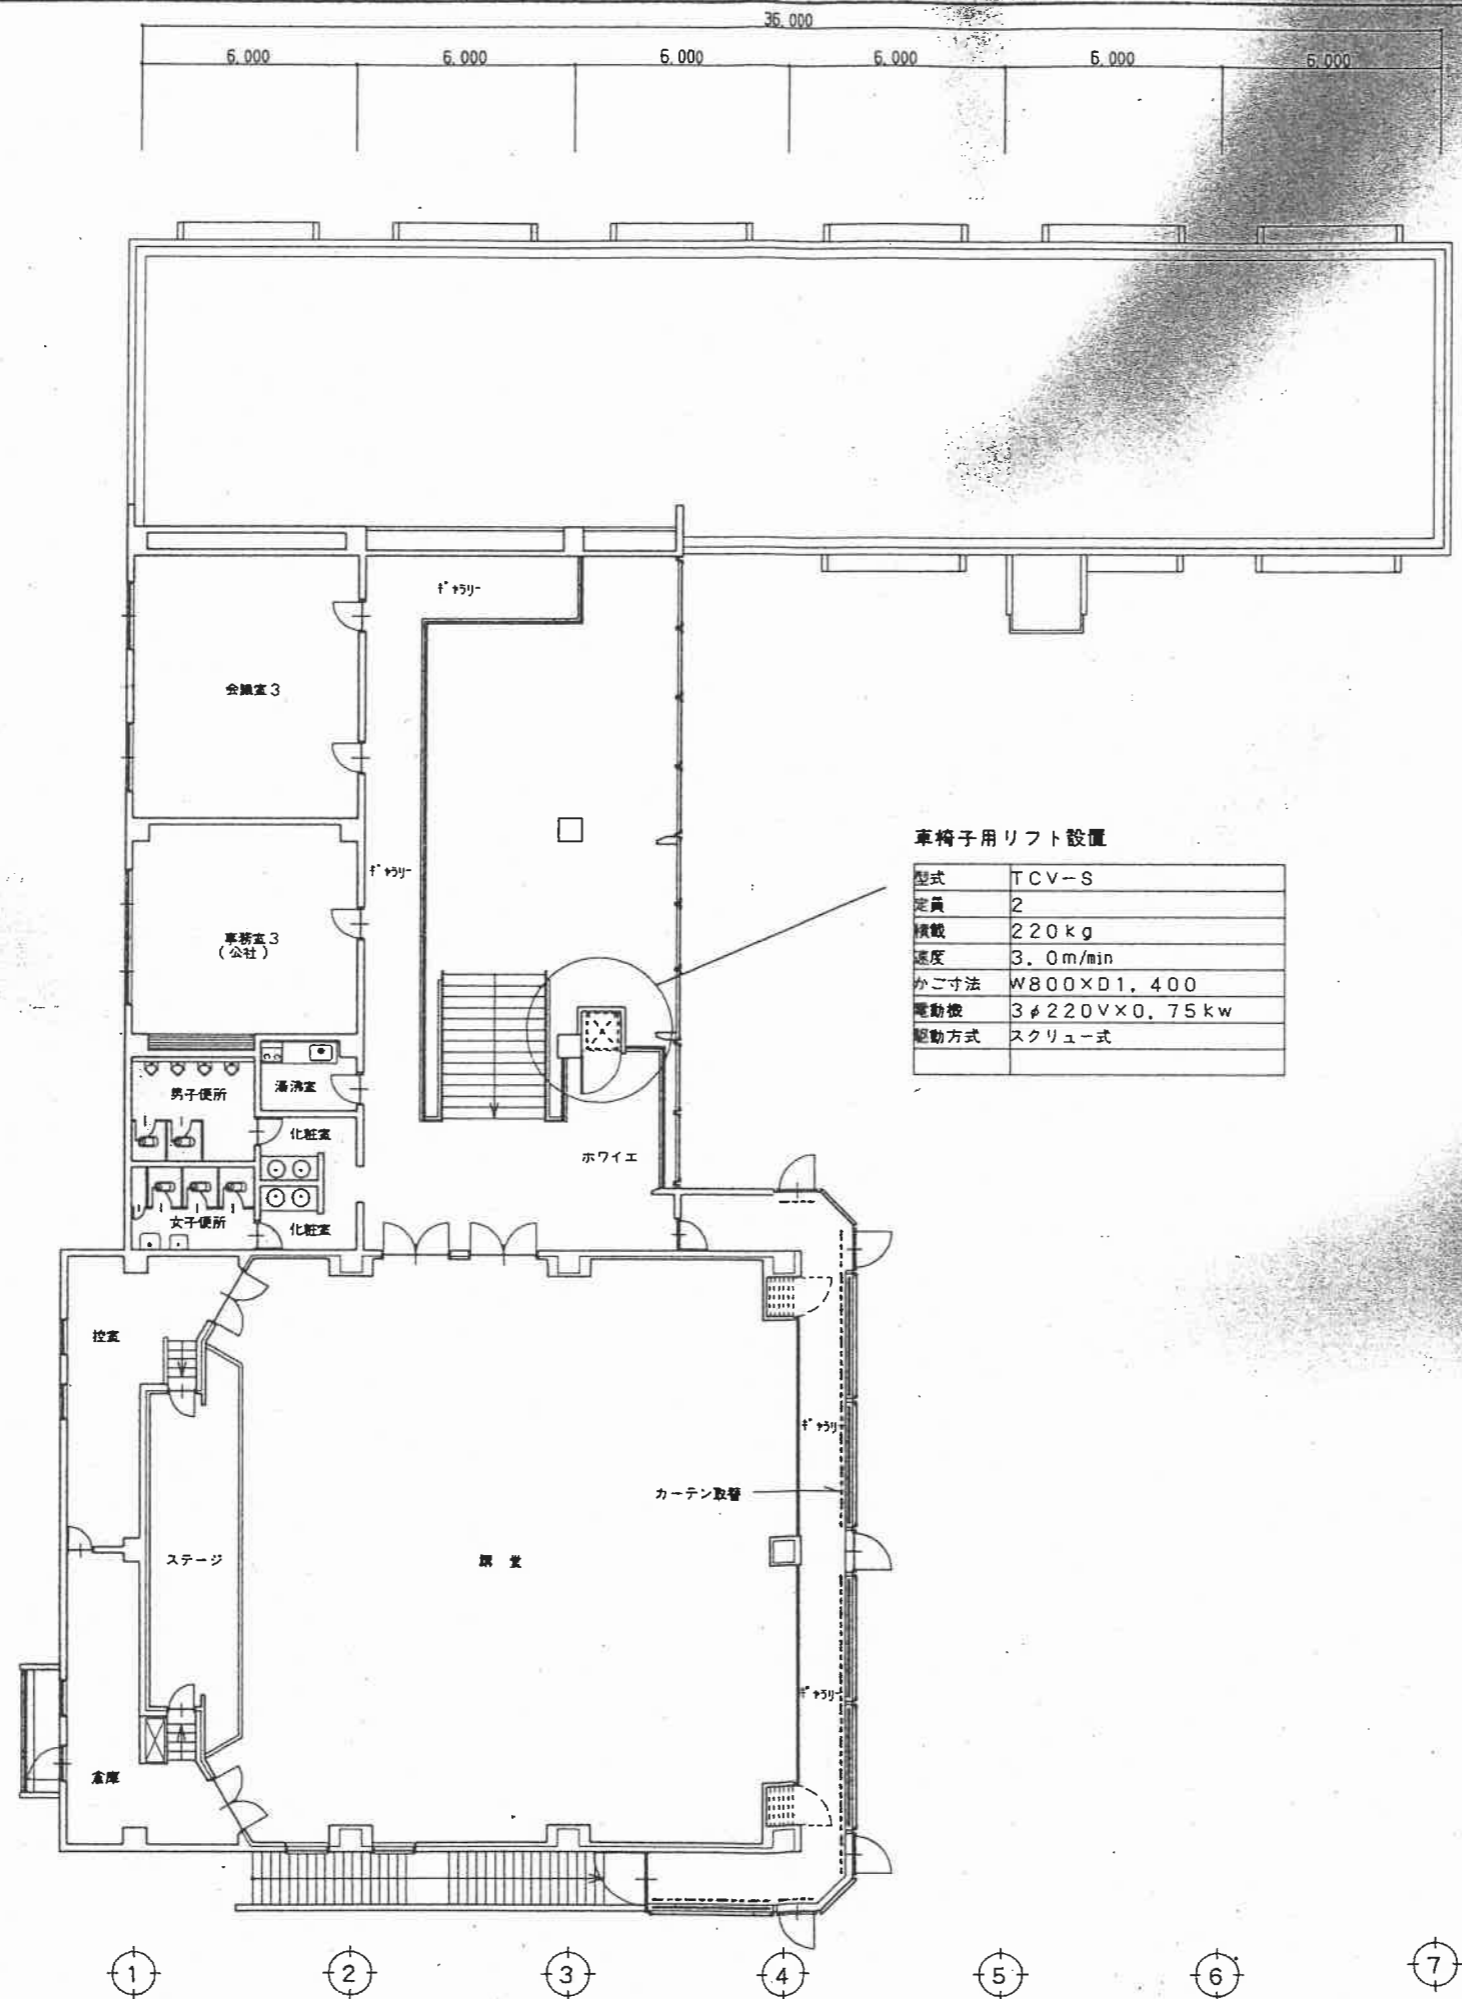 36,000
6,000 6,000 6,000 6,000 6,000 6,000
ギャラリー
会議室3
車椅子用リフト設置
型式 TCV-S
定員 2
積載 220kg
速度 3.0m/min
かご寸法 W800×D1,400
電動機 3φ220V×0.75kw
駆動方式 スクリュー式
ギャラリー
事務室3
(公社)
男子便所
湯沸室
化粧室
ホワイエ
女子便所
化粧室
控室
ギャラリー
カーテン取替
ステージ
講堂
ギャラリー
倉庫
1 2 3 4 5 6 7